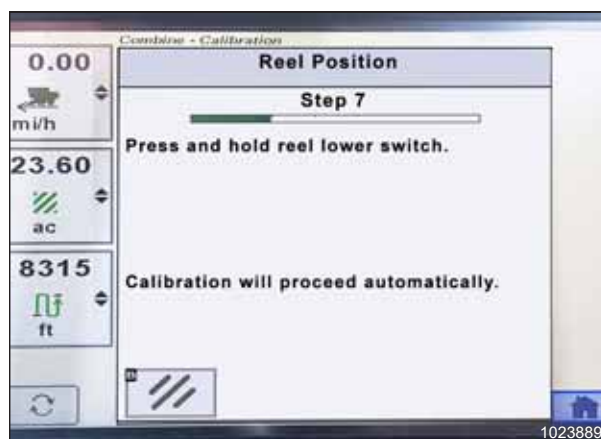 Combine - Calibration
0.00
mi/h
23.60
ac
8315
ft
Reel Position
Step 7
Press and hold reel lower switch.
Calibration will proceed automatically.
1023889